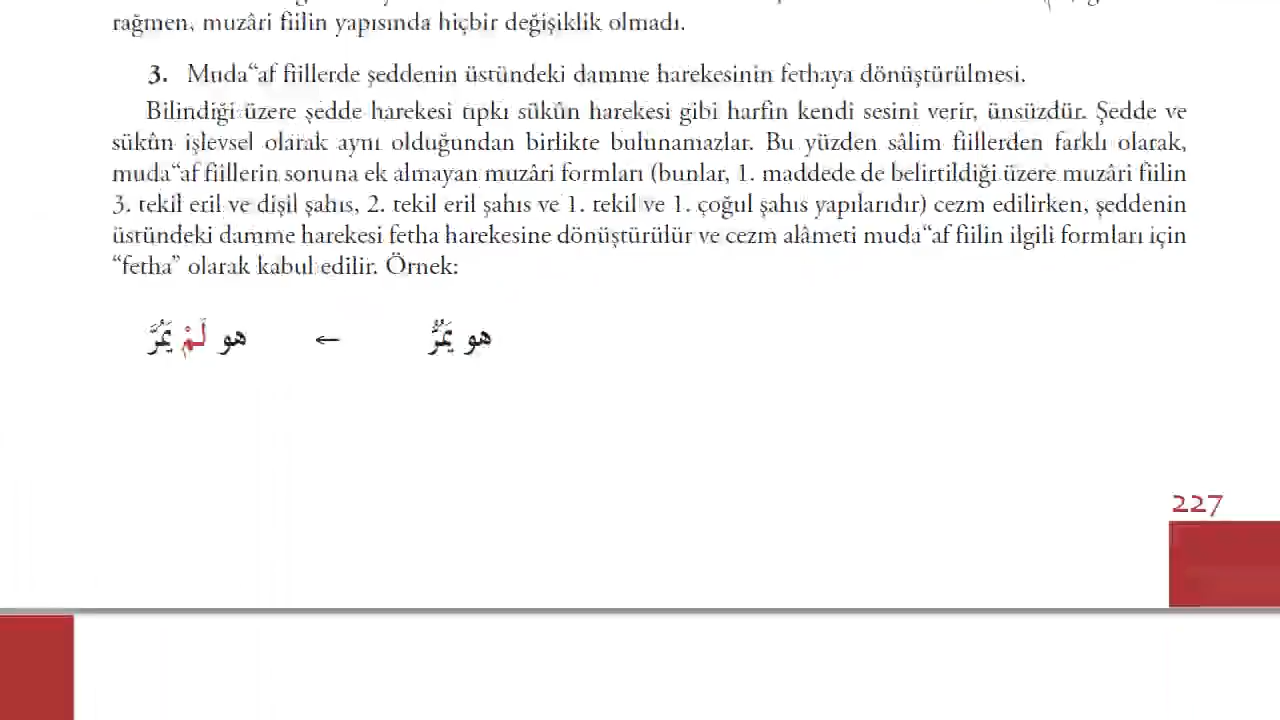 rağmen, muzâri fiilin yapısında hiçbir değişiklik olmadı.
3. Muda“af fiillerde şeddenin üstündeki damme harekesinin fethaya dönüştürülmesi.
Bilindiği üzere şedde harekesi tıpkı sükûn harekesi gibi harfin kendi sesini verir, ünsüzdür. Şedde ve
sükûn işlevsel olarak aynı olduğundan birlikte bulunamazlar. Bu yüzden sâlim fiillerden farklı olarak,
muda“af fiillerin sonuna ek almayan muzâri formları (bunlar, 1. maddede de belirtildiği üzere muzâri fiilin
3. tekil eril ve dişil şahıs, 2. tekil eril şahıs ve 1. tekil ve 1. çoğul şahıs yapılarıdır) cezm edilirken, şeddenin
üstündeki damme harekesi fetha harekesine dönüştürülür ve cezm alâmeti muda“af fiilin ilgili formları için
“fetha” olarak kabul edilir. Örnek:
هو يَمُرُّ ← هو لَمْ يَمُرَّ
227